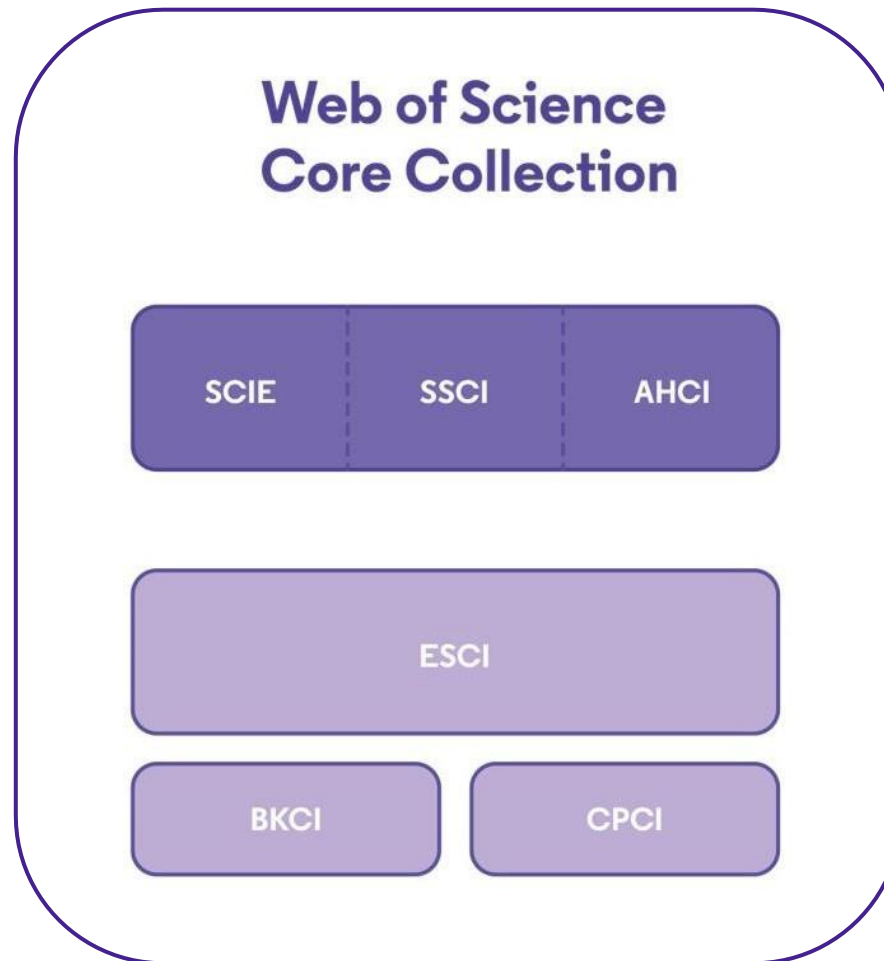 Web of Science
Core Collection
SCIE SSCI AHCI
ESCI
BKCI CPCI